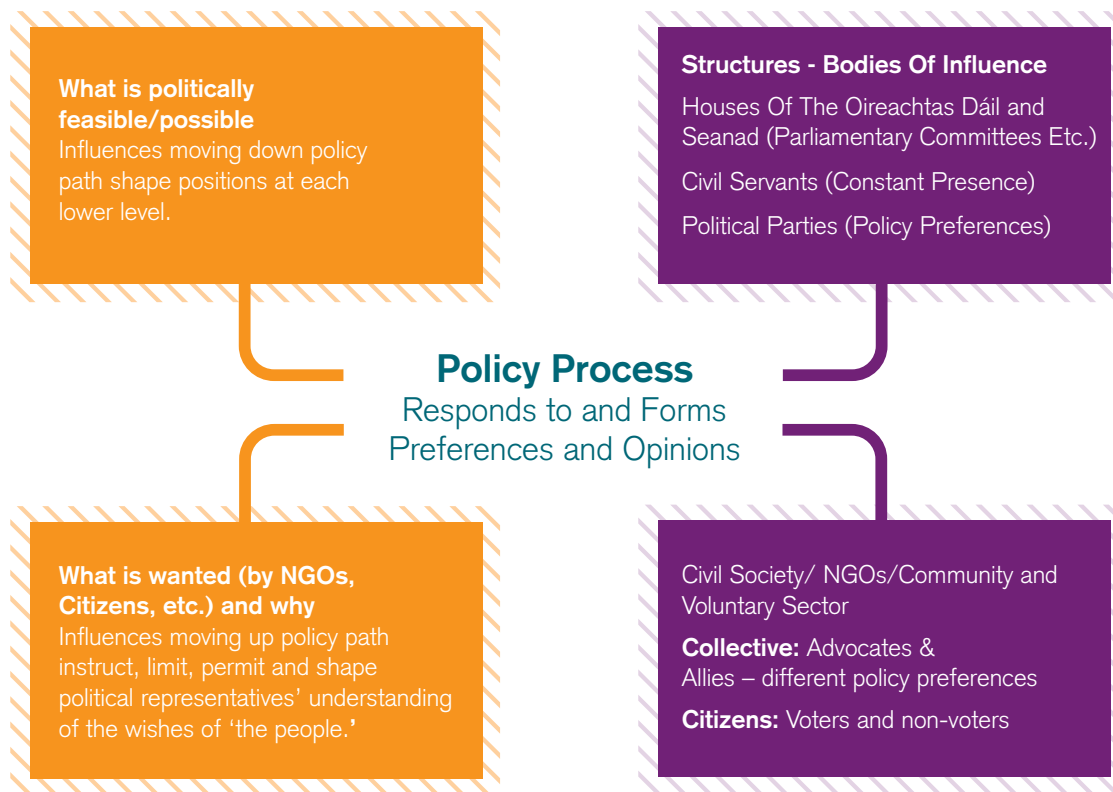 What is politically
feasible/possible
Influences moving down policy
path shape positions at each
lower level.
Structures - Bodies Of Influence
Houses Of The Oireachtas Dáil and
Seanad (Parliamentary Committees Etc.)
Civil Servants (Constant Presence)
Political Parties (Policy Preferences)
Policy Process
Responds to and Forms
Preferences and Opinions
What is wanted (by NGOs,
Citizens, etc.) and why
Influences moving up policy path
instruct, limit, permit and shape
political representatives’ understanding
of the wishes of ‘the people.’
Civil Society/ NGOs/Community and
Voluntary Sector
Collective: Advocates &
Allies – different policy preferences
Citizens: Voters and non-voters